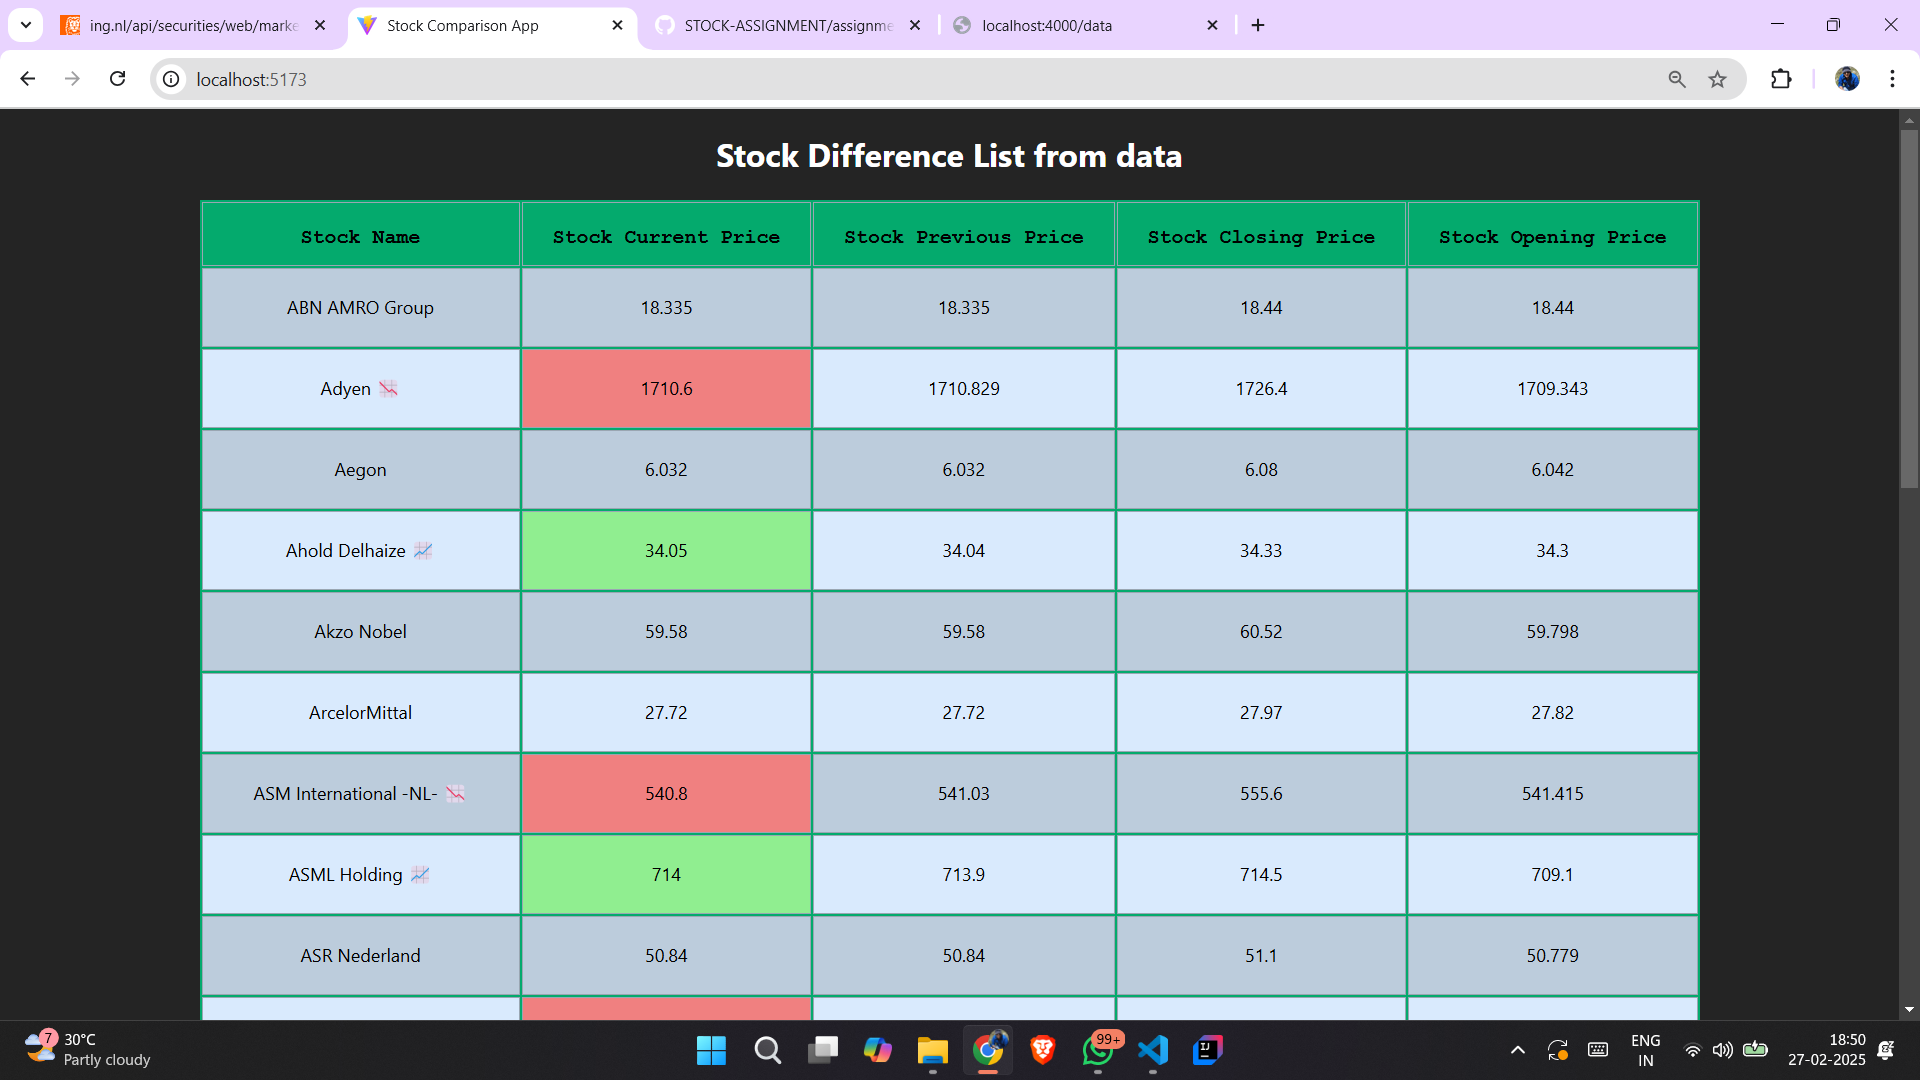 ing.nl/api/securities/web/marke
Stock Comparison App
STOCK-ASSIGNMENT/assignme
localhost:4000/data
localhost:5173
Stock Difference List from data
Stock Name Stock Current Price Stock Previous Price Stock Closing Price Stock Opening Price
ABN AMRO Group 18.335 18.335 18.44 18.44
Adyen 1710.6 1710.829 1726.4 1709.343
Aegon 6.032 6.032 6.08 6.042
Ahold Delhaize 34.05 34.04 34.33 34.3
Akzo Nobel 59.58 59.58 60.52 59.798
ArcelorMittal 27.72 27.72 27.97 27.82
ASM International -NL- 540.8 541.03 555.6 541.415
ASML Holding 714 713.9 714.5 709.1
ASR Nederland 50.84 50.84 51.1 50.779
7
30°C
Partly cloudy
99+
IJ
ENG
IN
18:50
27-02-2025